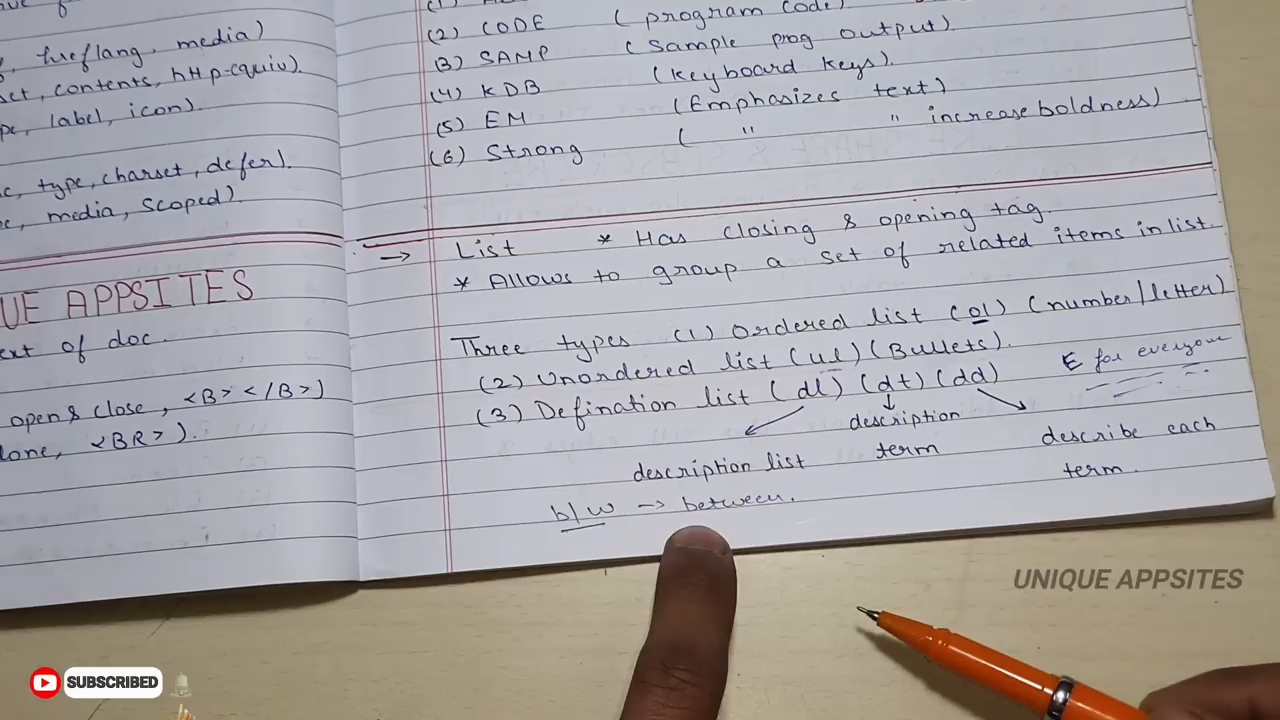 hreflang, media)
contents, http-equiv).
label, icon).
type, charset, defer).
media, scoped).
UE APPSITES
of doc.
open & close, <B> </B>)
<BR>).
(2) CODE (program code)
(3) SAMP (Sample prog output).
(4) KDB (Keyboard keys).
(5) EM (Emphasizes text)
(6) Strong ( " " increase boldness)
→ List * Has closing & opening tag.
* Allows to group a set of related items in list.
Three types (1) Ordered list (ol) (number/letter)
(2) Unordered list (ul) (Bullets).
E for everyone
(3) Defination list (dl) (dt) (dd)
description list
description term
describe each term.
b/w → between.
UNIQUE APPSITES
SUBSCRIBED